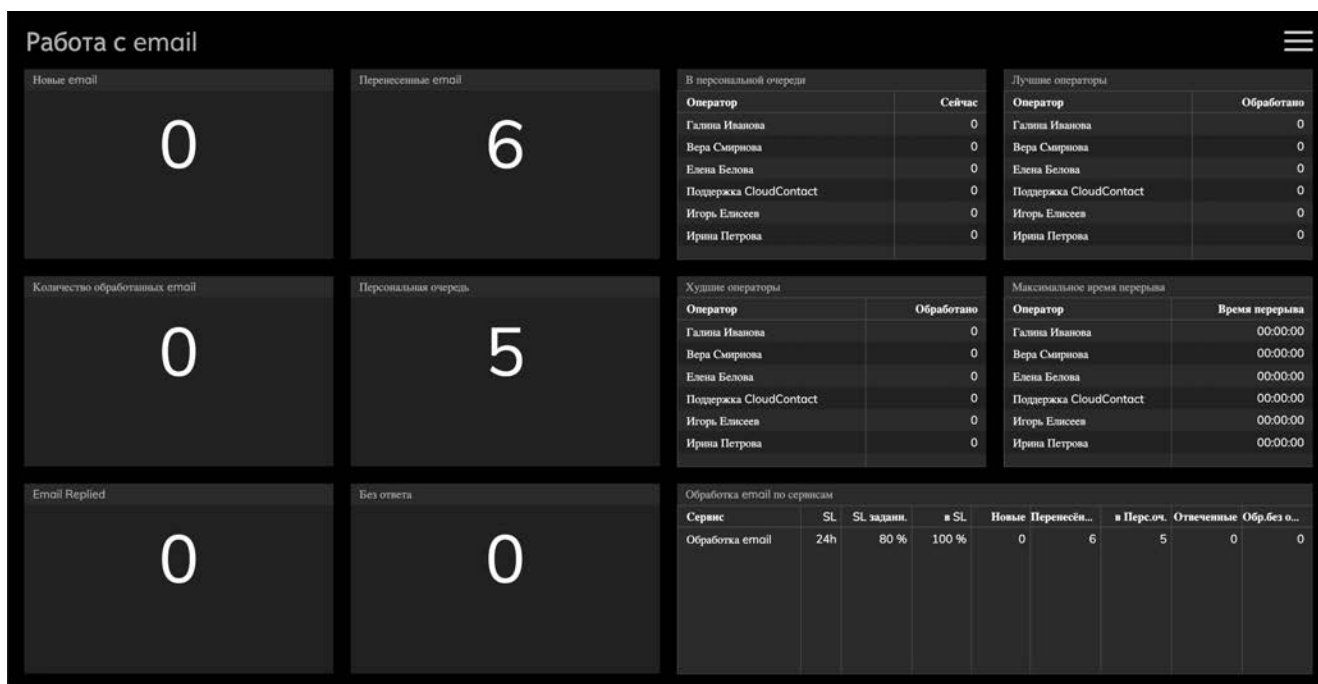 Работа с email
Новые email
0
Перенесенные email
6
В персональной очереди
Оператор Сейчас
Галина Иванова 0
Вера Смирнова 0
Елена Белова 0
Поддержка CloudContact 0
Игорь Елисеев 0
Ирина Петрова 0
Лучшие операторы
Оператор Обработано
Галина Иванова 0
Вера Смирнова 0
Елена Белова 0
Поддержка CloudContact 0
Игорь Елисеев 0
Ирина Петрова 0
Количество обработанных email
0
Персональная очередь
5
Худшие операторы
Оператор Обработано
Галина Иванова 0
Вера Смирнова 0
Елена Белова 0
Поддержка CloudContact 0
Игорь Елисеев 0
Ирина Петрова 0
Максимальное время перерыва
Оператор Время перерыва
Галина Иванова 00:00:00
Вера Смирнова 00:00:00
Елена Белова 00:00:00
Поддержка CloudContact 00:00:00
Игорь Елисеев 00:00:00
Ирина Петрова 00:00:00
Email Replied
0
Без ответа
0
Обработка email по сервисам
Сервис SL SL заданн. в SL Новые Перенесён... в Перс.оч. Отвеченные Обр.без о...
Обработка email 24h 80 % 100 % 0 6 5 0 0